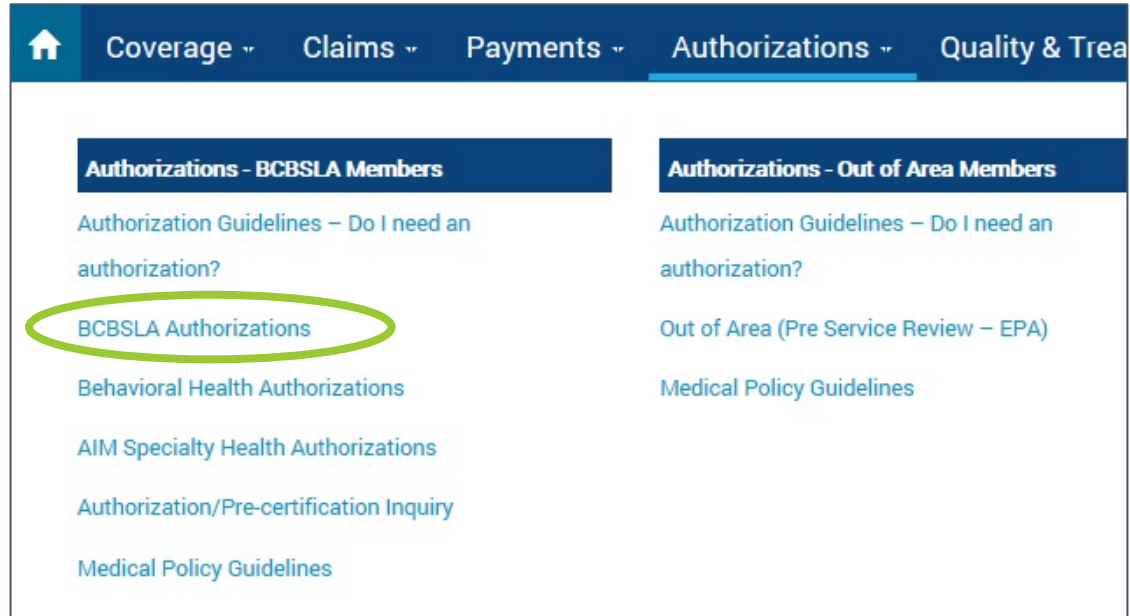 Coverage Claims Payments Authorizations Quality & Trea
Authorizations - BCBSLA Members
Authorization Guidelines – Do I need an
authorization?
BCBSLA Authorizations
Behavioral Health Authorizations
AIM Specialty Health Authorizations
Authorization/Pre-certification Inquiry
Medical Policy Guidelines
Authorizations - Out of Area Members
Authorization Guidelines – Do I need an
authorization?
Out of Area (Pre Service Review – EPA)
Medical Policy Guidelines